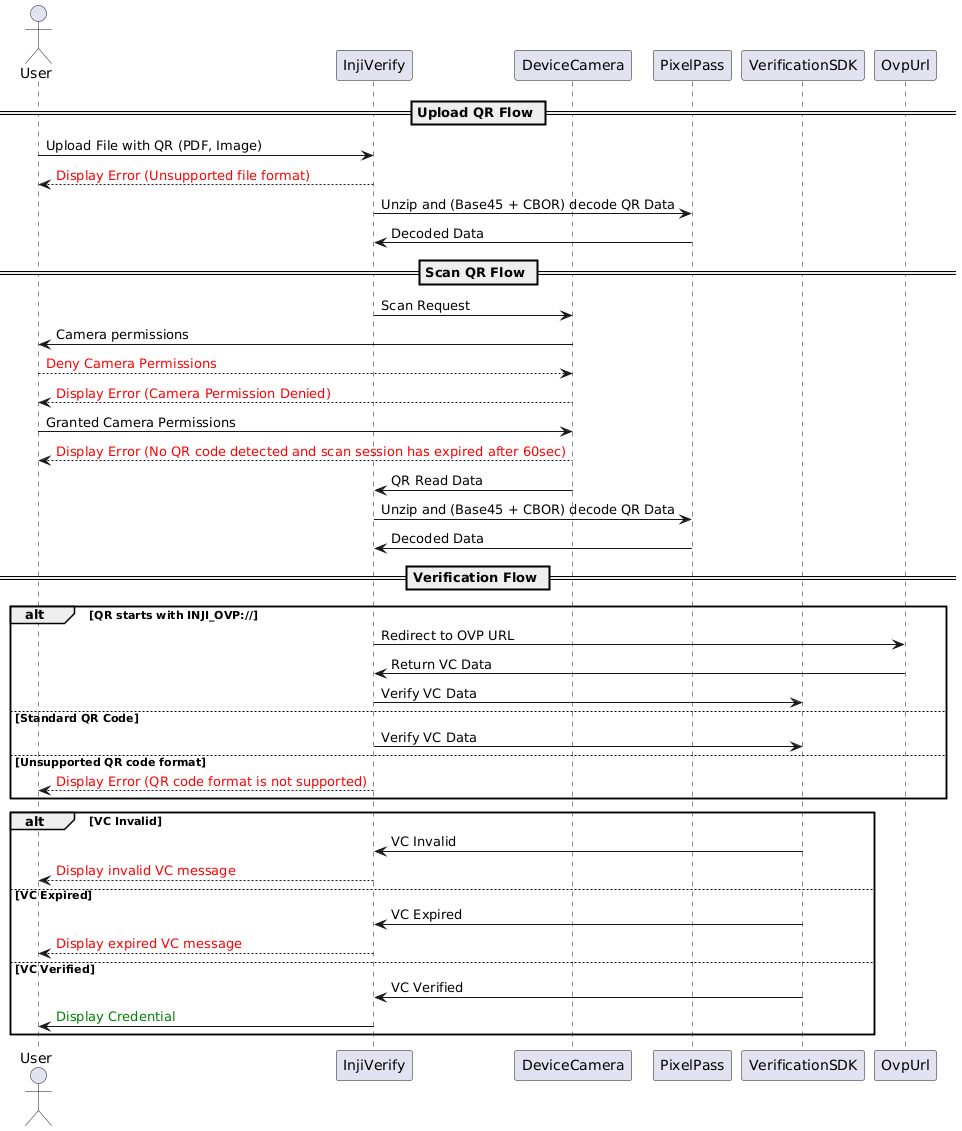 User
InjiVerify
DeviceCamera
PixelPass
VerificationSDK
OvpUrl
Upload QR Flow
Upload File with QR (PDF, Image)
Display Error (Unsupported file format)
Unzip and (Base45 + CBOR) decode QR Data
Decoded Data
Scan QR Flow
Scan Request
Camera permissions
Deny Camera Permissions
Display Error (Camera Permission Denied)
Granted Camera Permissions
Display Error (No QR code detected and scan session has expired after 60sec)
QR Read Data
Unzip and (Base45 + CBOR) decode QR Data
Decoded Data
Verification Flow
alt [QR starts with INJI_OVP://]
Redirect to OVP URL
Return VC Data
Verify VC Data
[Standard QR Code]
Verify VC Data
[Unsupported QR code format]
Display Error (QR code format is not supported)
alt [VC Invalid]
VC Invalid
Display invalid VC message
[VC Expired]
VC Expired
Display expired VC message
[VC Verified]
VC Verified
Display Credential
User
InjiVerify
DeviceCamera
PixelPass
VerificationSDK
OvpUrl